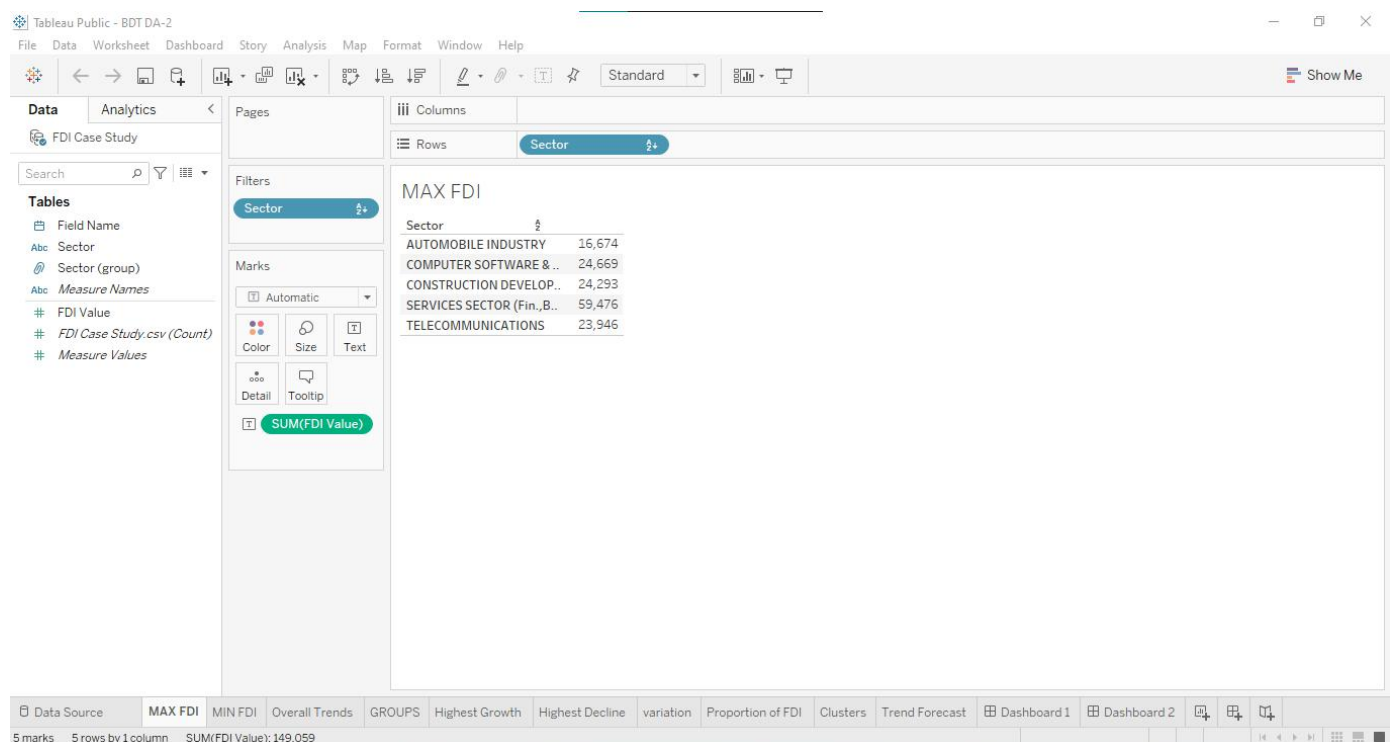 Tableau Public - BDT DA-2
File Data Worksheet Dashboard Story Analysis Map Format Window Help
Standard
Show Me
Data Analytics
FDI Case Study
Search
Tables
Field Name
Abc Sector
Sector (group)
Abc Measure Names
# FDI Value
# FDI Case Study.csv (Count)
# Measure Values
Pages
Filters
Sector
Marks
T Automatic
Color Size Text
Detail Tooltip
T SUM(FDI Value)
iii Columns
Rows Sector
MAX FDI
Sector
AUTOMOBILE INDUSTRY 16,674
COMPUTER SOFTWARE & .. 24,669
CONSTRUCTION DEVELOP.. 24,293
SERVICES SECTOR (Fin.,B.. 59,476
TELECOMMUNICATIONS 23,946
Data Source MAX FDI MIN FDI Overall Trends GROUPS Highest Growth Highest Decline variation Proportion of FDI Clusters Trend Forecast Dashboard 1 Dashboard 2
5 marks 5 rows by 1 column SUM(FDI Value): 149,059